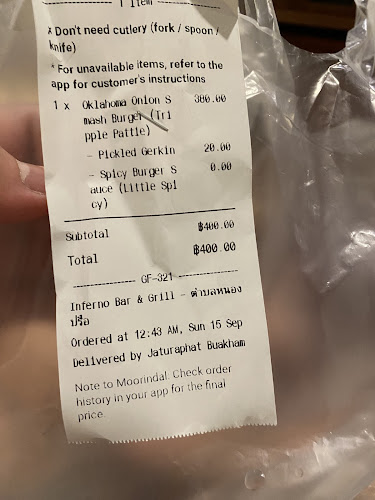 1 Item
x Don't need cutlery (fork / spoon /
knife)
* For unavailable items, refer to the
app for customer's instructions
1 x Oklahoma Onion S 380.00
mash Burger (Tri
pple Pattie)
- Pickled Gerkin 20.00
- Spicy Burger S 0.00
auce (Little Spi
cy)
Subtotal ฿400.00
Total ฿400.00
GF-321
Inferno Bar & Grill - ตำบลหนอง
ปรือ
Ordered at 12:43 AM, Sun 15 Sep
Delivered by Jaturaphat Buakham
Note to Moorindal: Check order
history in your app for the final
price.